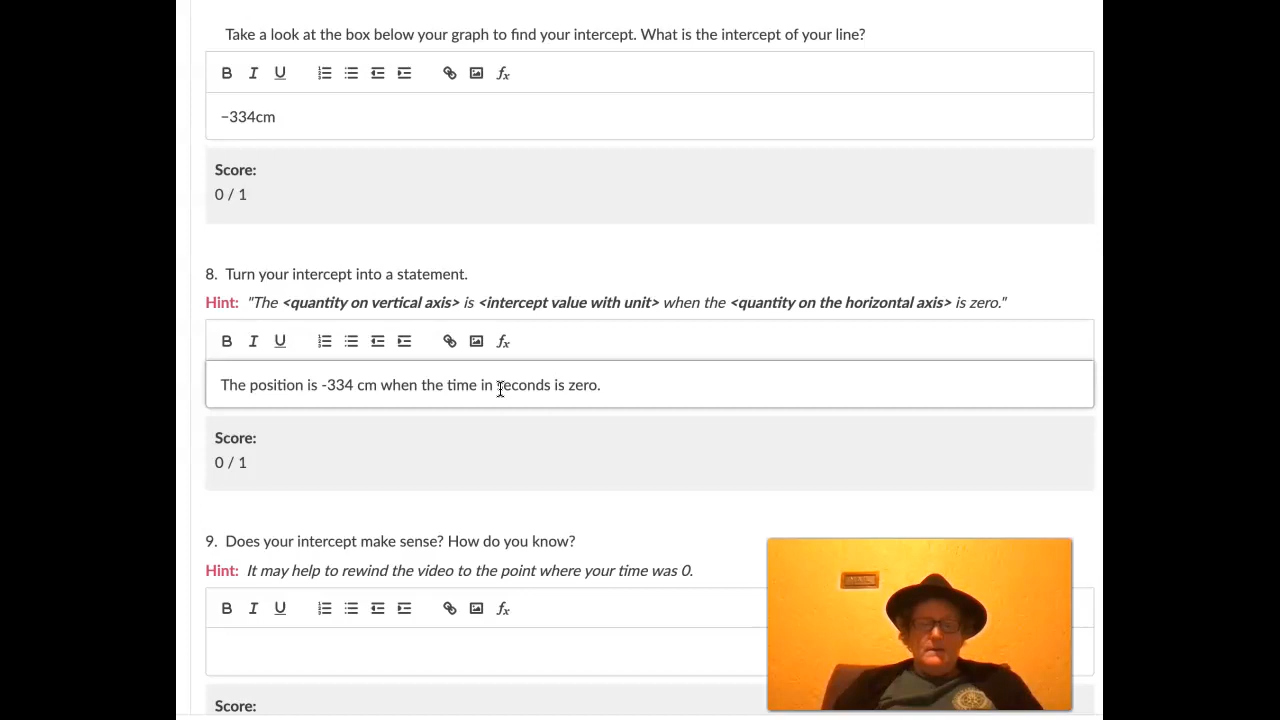 Take a look at the box below your graph to find your intercept. What is the intercept of your line?
B I U fx
−334cm
Score:
0 / 1
8. Turn your intercept into a statement.
Hint: "The <quantity on vertical axis> is <intercept value with unit> when the <quantity on the horizontal axis> is zero."
B I U fx
The position is -334 cm when the time in seconds is zero.
Score:
0 / 1
9. Does your intercept make sense? How do you know?
Hint: It may help to rewind the video to the point where your time was 0.
B I U fx
Score: